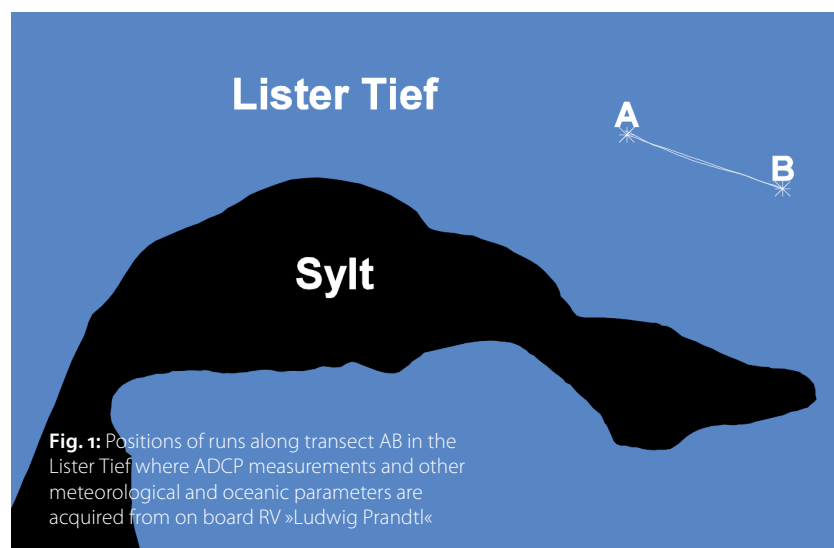 Lister Tief
A
B
Sylt
Fig. 1: Positions of runs along transect AB in the
Lister Tief where ADCP measurements and other
meteorological and oceanic parameters are
acquired from on board RV »Ludwig Prandtl«